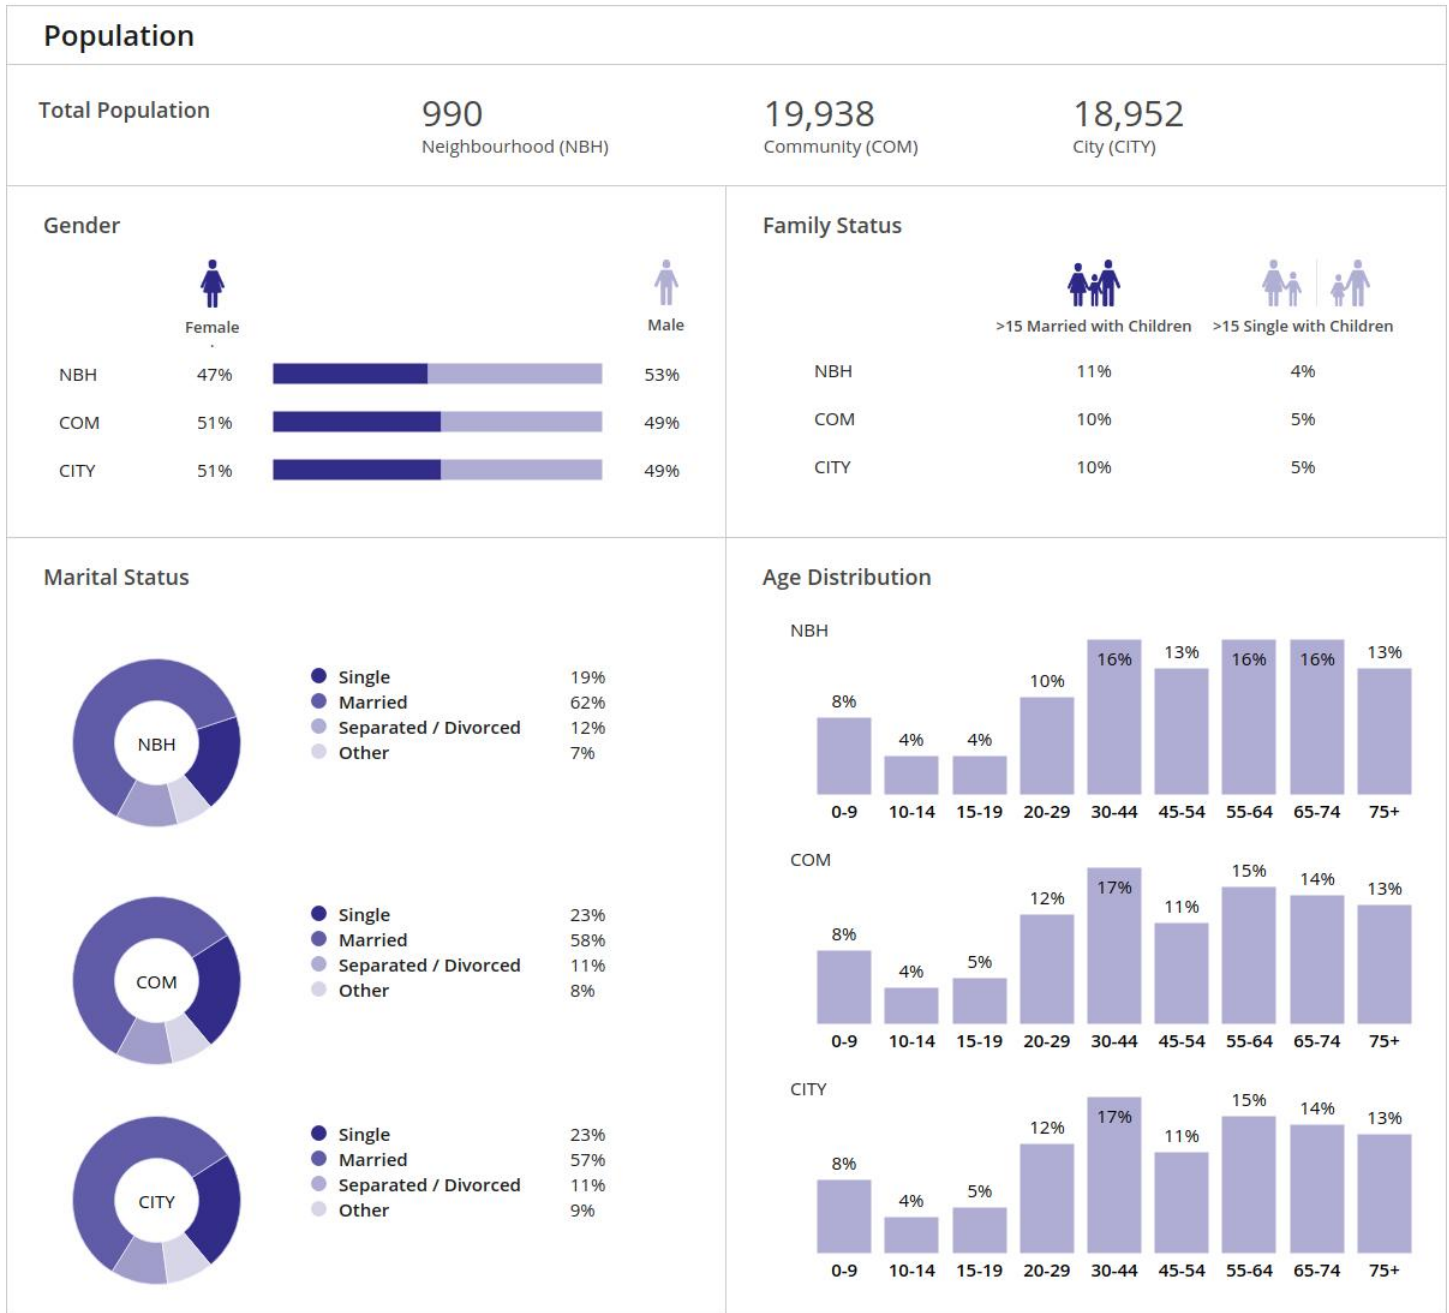 Population
Total Population
990
Neighbourhood (NBH)
19,938
Community (COM)
18,952
City (CITY)
Gender
Female
.
Male
NBH 47% 53%
COM 51% 49%
CITY 51% 49%
Family Status
>15 Married with Children >15 Single with Children
NBH 11% 4%
COM 10% 5%
CITY 10% 5%
Marital Status
NBH
Single 19%
Married 62%
Separated / Divorced 12%
Other 7%
COM
Single 23%
Married 58%
Separated / Divorced 11%
Other 8%
CITY
Single 23%
Married 57%
Separated / Divorced 11%
Other 9%
Age Distribution
NBH
8% 4% 4% 10% 16% 13% 16% 16% 13%
0-9 10-14 15-19 20-29 30-44 45-54 55-64 65-74 75+
COM
8% 4% 5% 12% 17% 11% 15% 14% 13%
0-9 10-14 15-19 20-29 30-44 45-54 55-64 65-74 75+
CITY
8% 4% 5% 12% 17% 11% 15% 14% 13%
0-9 10-14 15-19 20-29 30-44 45-54 55-64 65-74 75+